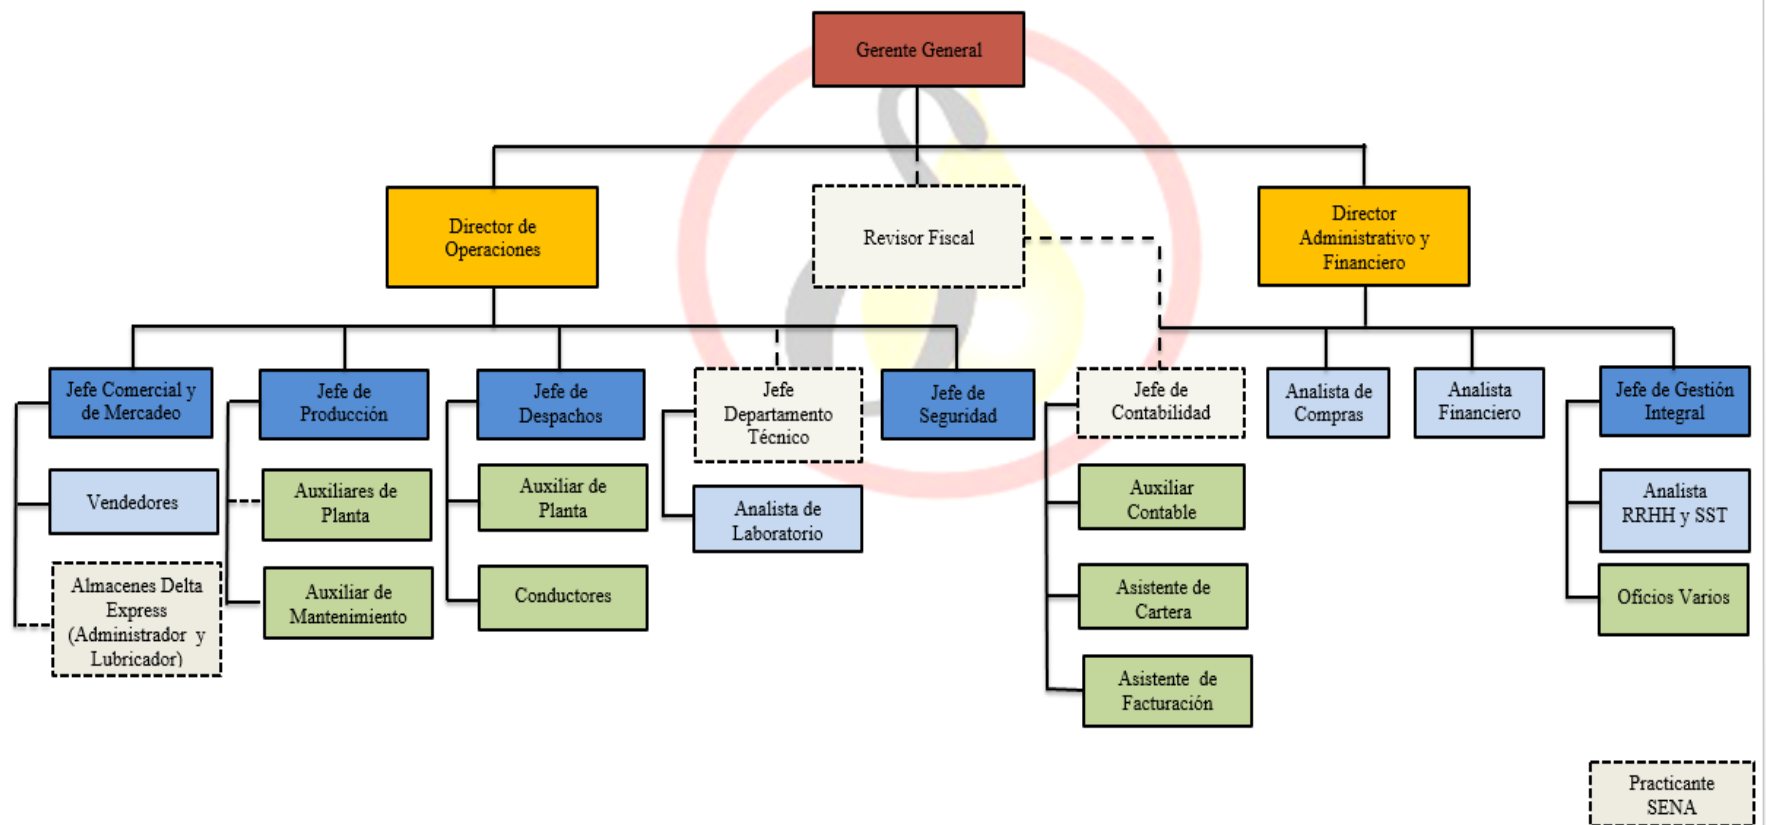 Gerente General
Director de
Operaciones
Revisor Fiscal
Director
Administrativo y
Financiero
Jefe Comercial y
de Mercadeo
Jefe de
Producción
Jefe de
Despachos
Jefe
Departamento
Técnico
Jefe de
Seguridad
Jefe de
Contabilidad
Analista de
Compras
Analista
Financiero
Jefe de Gestión
Integral
Vendedores
Auxiliares de
Planta
Auxiliar de
Planta
Analista de
Laboratorio
Auxiliar
Contable
Analista
RRHH y SST
Almacenes Delta
Express
(Administrador y
Lubricador)
Auxiliar de
Mantenimiento
Conductores
Asistente de
Cartera
Oficios Varios
Asistente de
Facturación
Practicante
SENA